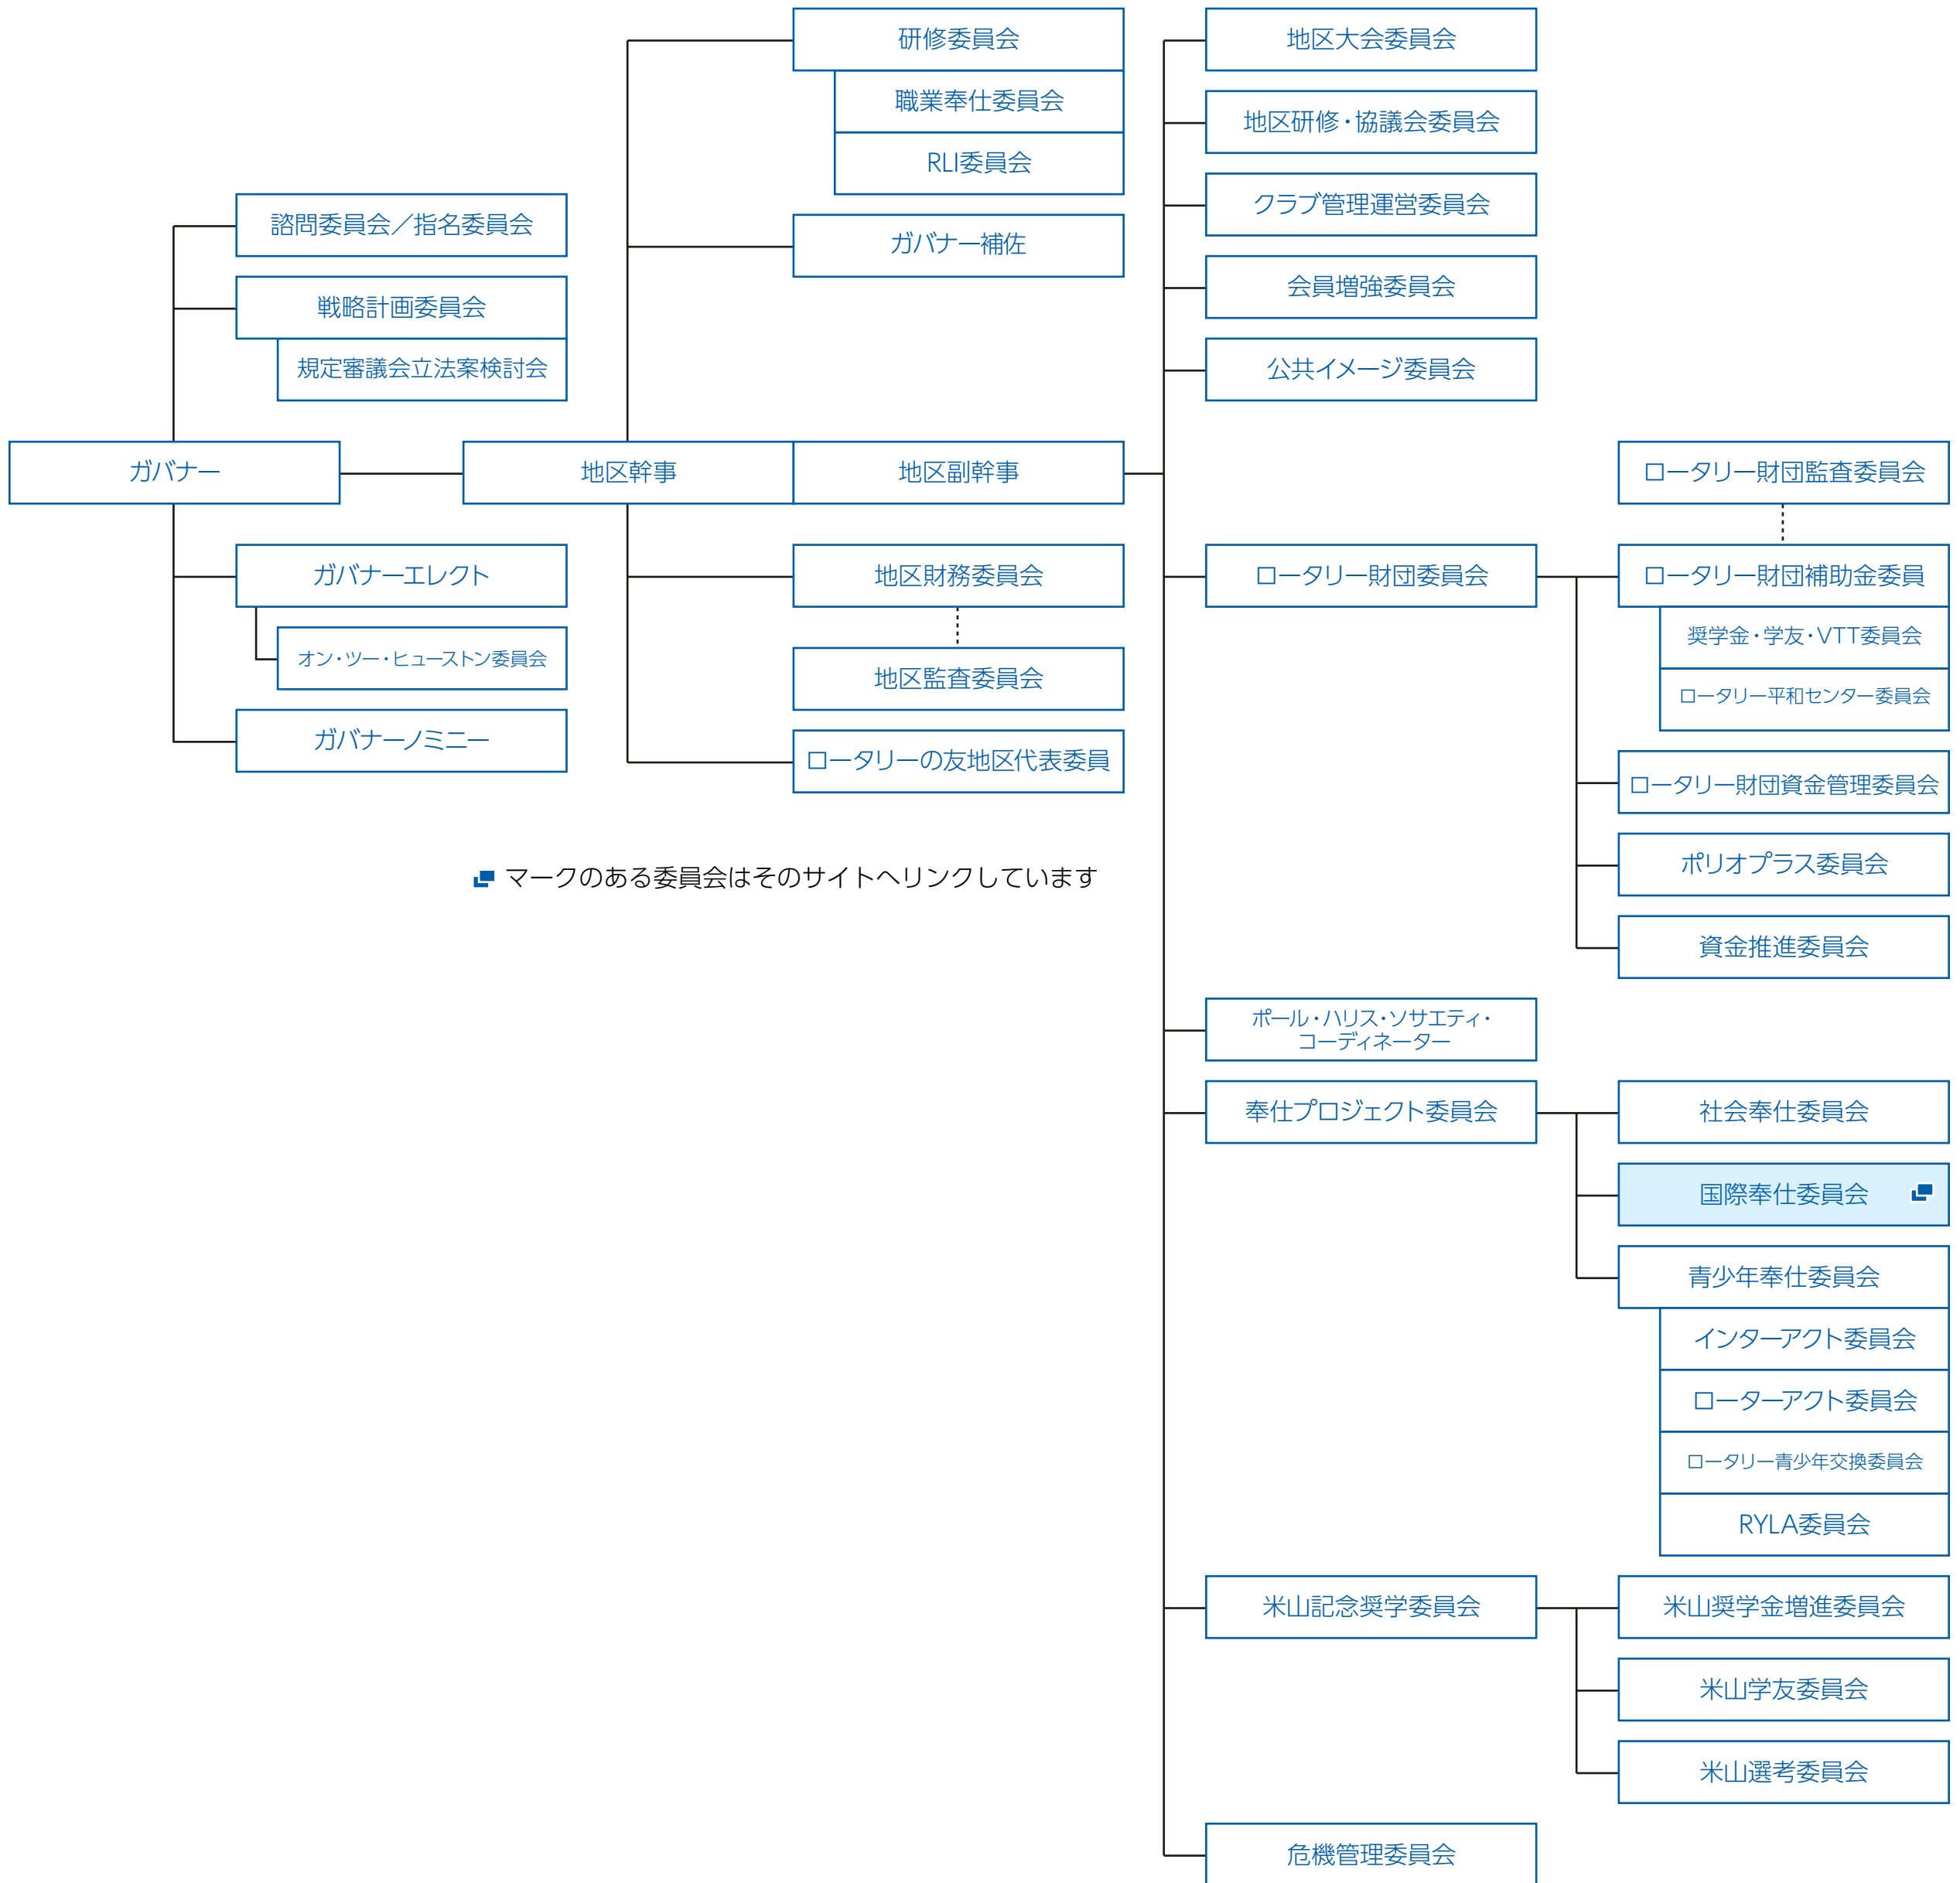 諮問委員会／指名委員会
戦略計画委員会
規定審議会立法案検討会
ガバナー
ガバナーエレクト
オン・ツー・ヒューストン委員会
ガバナーノミニー
研修委員会
職業奉仕委員会
RLI委員会
ガバナー補佐
地区幹事
地区副幹事
地区財務委員会
地区監査委員会
ロータリーの友地区代表委員
マークのある委員会はそのサイトへリンクしています
地区大会委員会
地区研修・協議会委員会
クラブ管理運営委員会
会員増強委員会
公共イメージ委員会
ロータリー財団委員会
ロータリー財団監査委員会
ロータリー財団補助金委員
奨学金・学友・VTT委員会
ロータリー平和センター委員会
ロータリー財団資金管理委員会
ポリオプラス委員会
資金推進委員会
ポール・ハリス・ソサエティ・
コーディネーター
奉仕プロジェクト委員会
社会奉仕委員会
国際奉仕委員会
青少年奉仕委員会
インターアクト委員会
ローターアクト委員会
ロータリー青少年交換委員会
RYLA委員会
米山記念奨学委員会
米山奨学金増進委員会
米山学友委員会
米山選考委員会
危機管理委員会